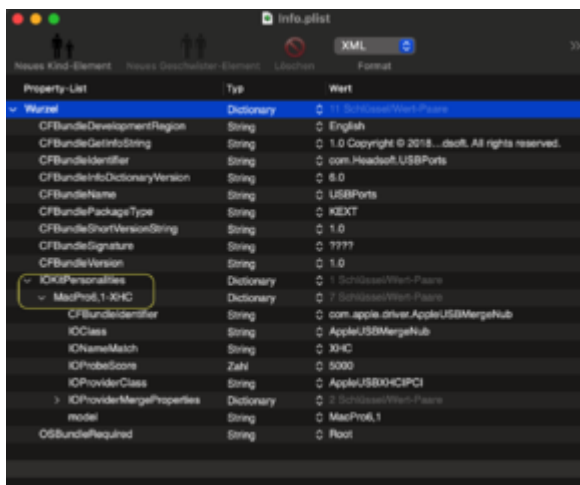 Info.plist
XML
Neues Kind-Element Neues Geschwister-Element Löschen Format
Property-List Typ Wert
Wurzel Dictionary 11 Schlüssel/Wert-Paare
CFBundleDevelopmentRegion String English
CFBundleGetInfoString String 1.0 Copyright © 2018...dsoft. All rights reserved.
CFBundleIdentifier String com.Headsoft.USBPorts
CFBundleInfoDictionaryVersion String 6.0
CFBundleName String USBPorts
CFBundlePackageType String KEXT
CFBundleShortVersionString String 1.0
CFBundleSignature String ????
CFBundleVersion String 1.0
IOKitPersonalities Dictionary 1 Schlüssel/Wert-Paare
MacPro6,1-XHC Dictionary 7 Schlüssel/Wert-Paare
CFBundleIdentifier String com.apple.driver.AppleUSBMergeNub
IOClass String AppleUSBMergeNub
IONameMatch String XHC
IOProbeScore Zahl 5000
IOProviderClass String AppleUSBXHCIPCI
IOProviderMergeProperties Dictionary 2 Schlüssel/Wert-Paare
model String MacPro6,1
OSBundleRequired String Root